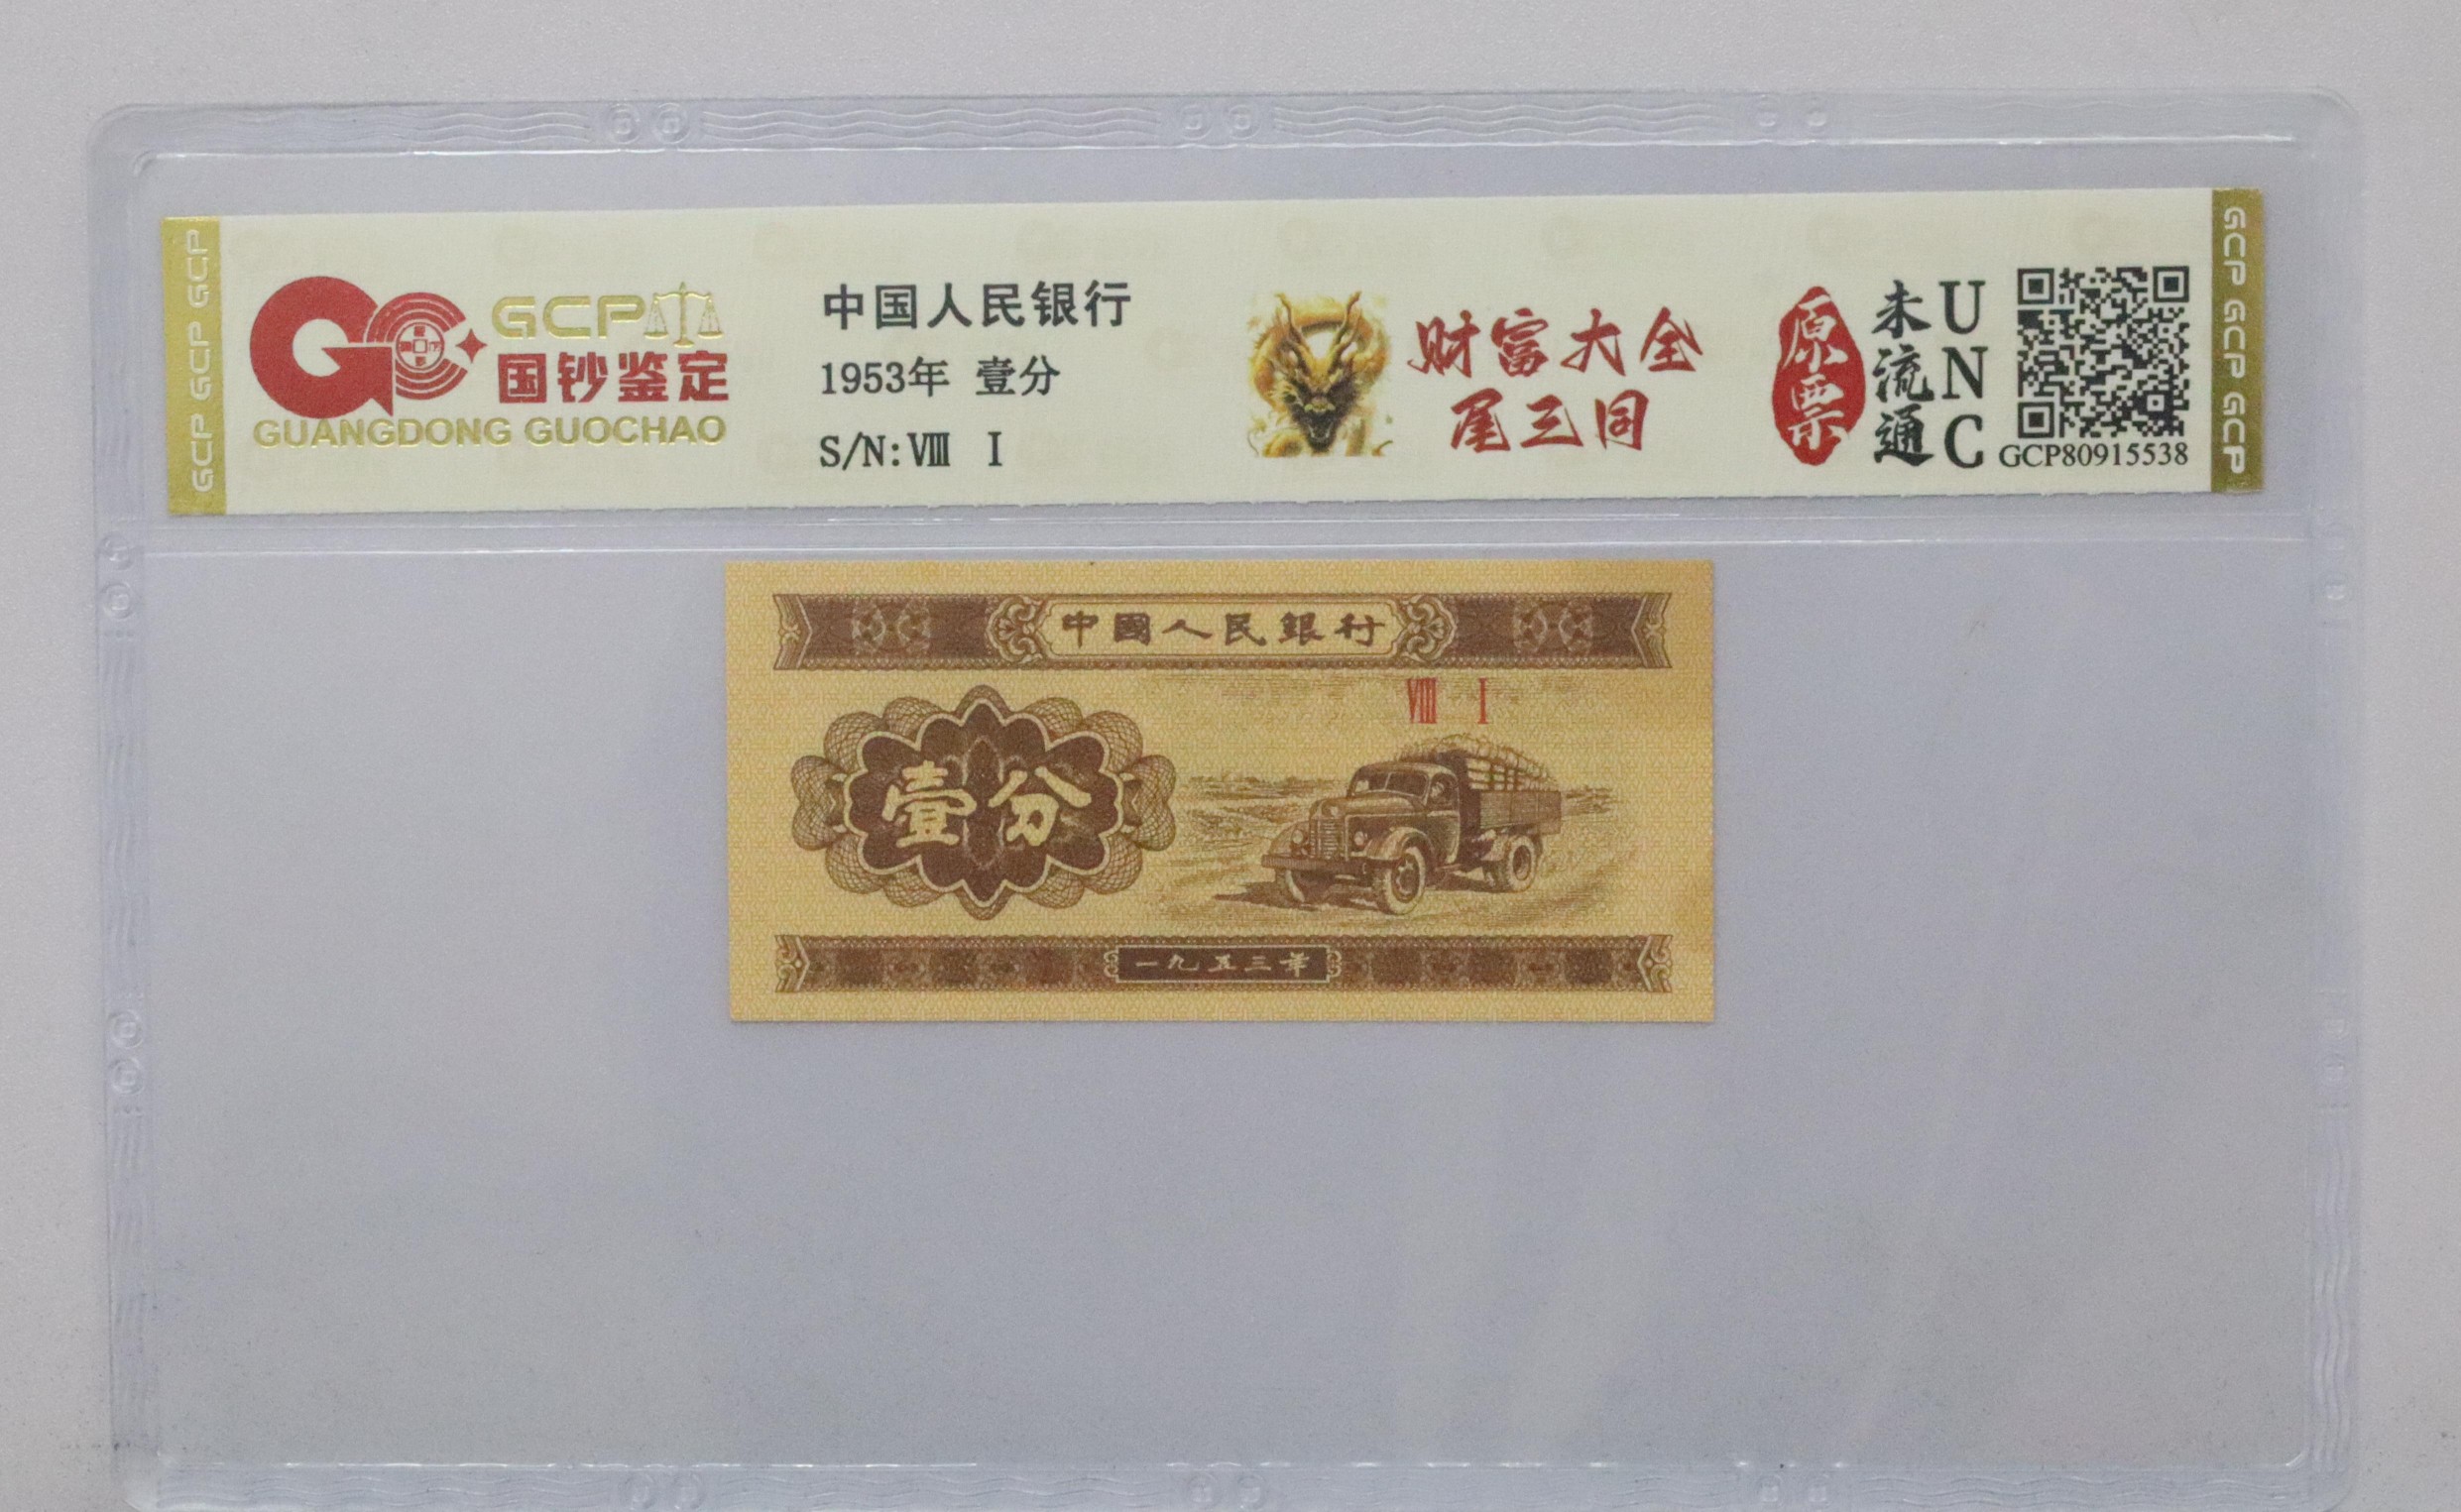 GCP GCP GCP
GCP
国钞鉴定
GUANGDONG GUOCHAO
中国人民银行
1953年 壹分
S/N:Ⅷ Ⅰ
财富大全
尾三同
原票
未流通
UNC
GCP80915538
GCP GCP GCP
中國人民銀行
Ⅷ Ⅰ
壹分
一九五三年